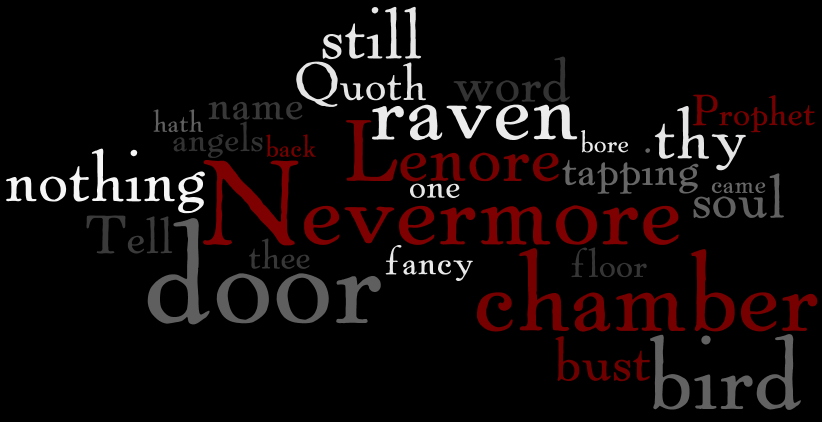 still
Quoth word
hath name raven Prophet
angels back Lenore bore thy
nothing one tapping came
Tell Nevermore soul
door thee fancy floor
chamber
bust bird